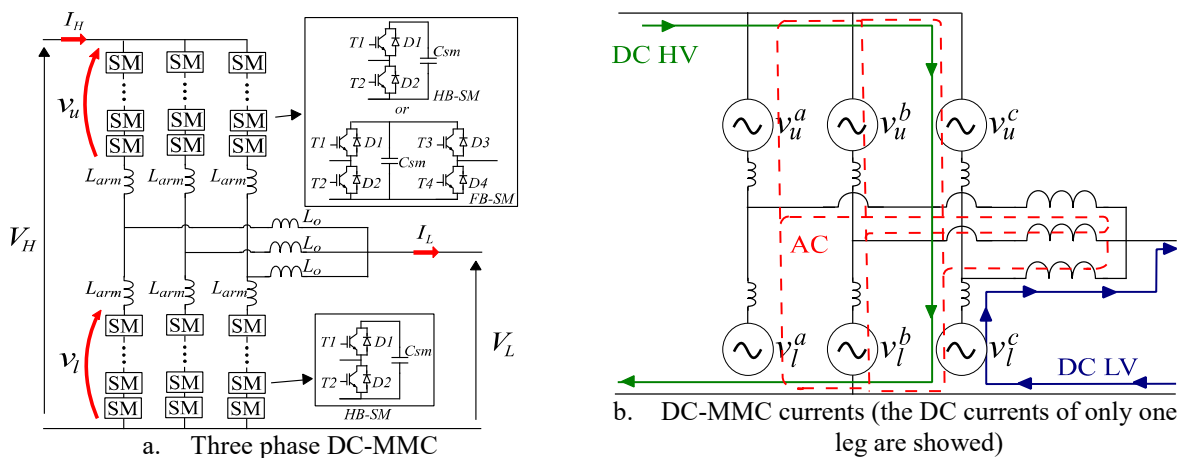 I_H
SM SM SM
T1 D1
Csm
T2 D2
HB-SM
or
v_u
SM SM SM
SM SM SM
T1 D1 T3 D3
Csm
T2 D2 T4 D4
FB-SM
L_arm L_arm L_arm
L_o
L_o
L_o
I_L
V_H
L_arm L_arm L_arm
SM SM SM
v_l
T1 D1
Csm
T2 D2
HB-SM
V_L
SM SM SM
SM SM SM
a. Three phase DC-MMC
DC HV
v_u^a v_u^b v_u^c
AC
v_l^a v_l^b v_l^c
DC LV
b. DC-MMC currents (the DC currents of only one
leg are showed)